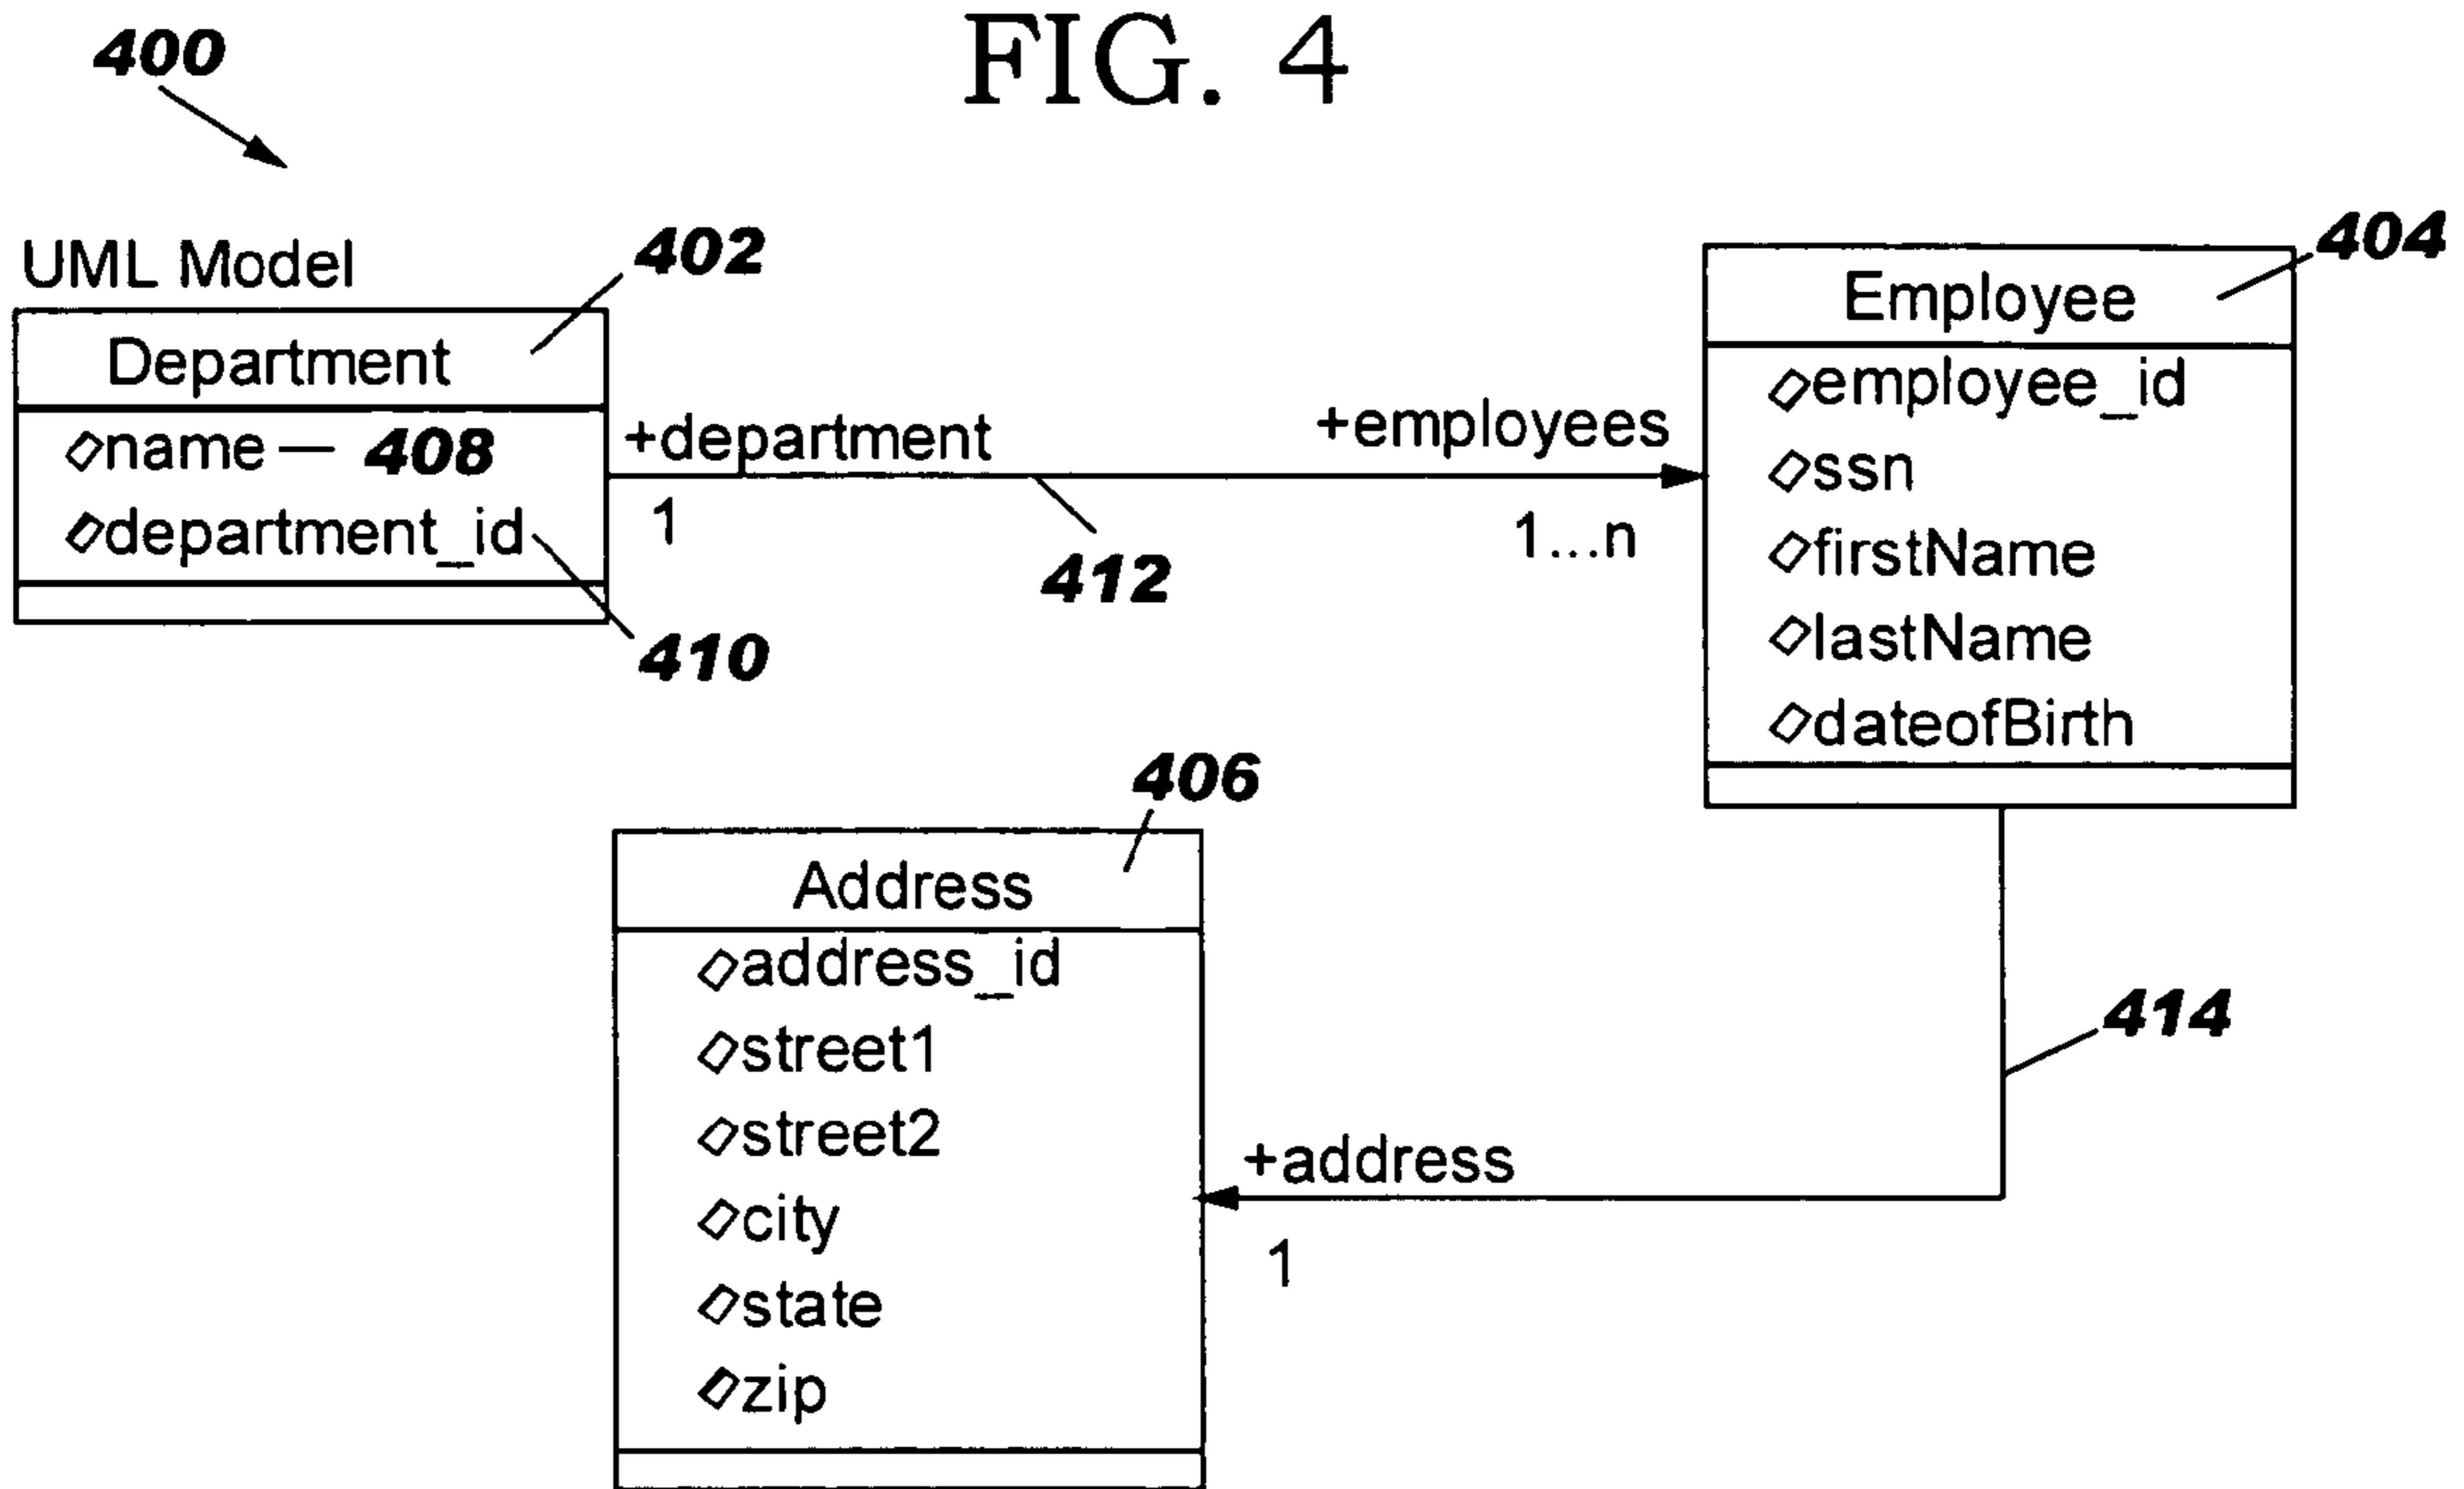 FIG. 4
400
UML Model
402
Department
name 408
department_id
410
+department
1
+employees
1...n
412
404
Employee
employee_id
ssn
firstName
lastName
dateofBirth
406
Address
address_id
street1
street2
city
state
zip
+address
1
414